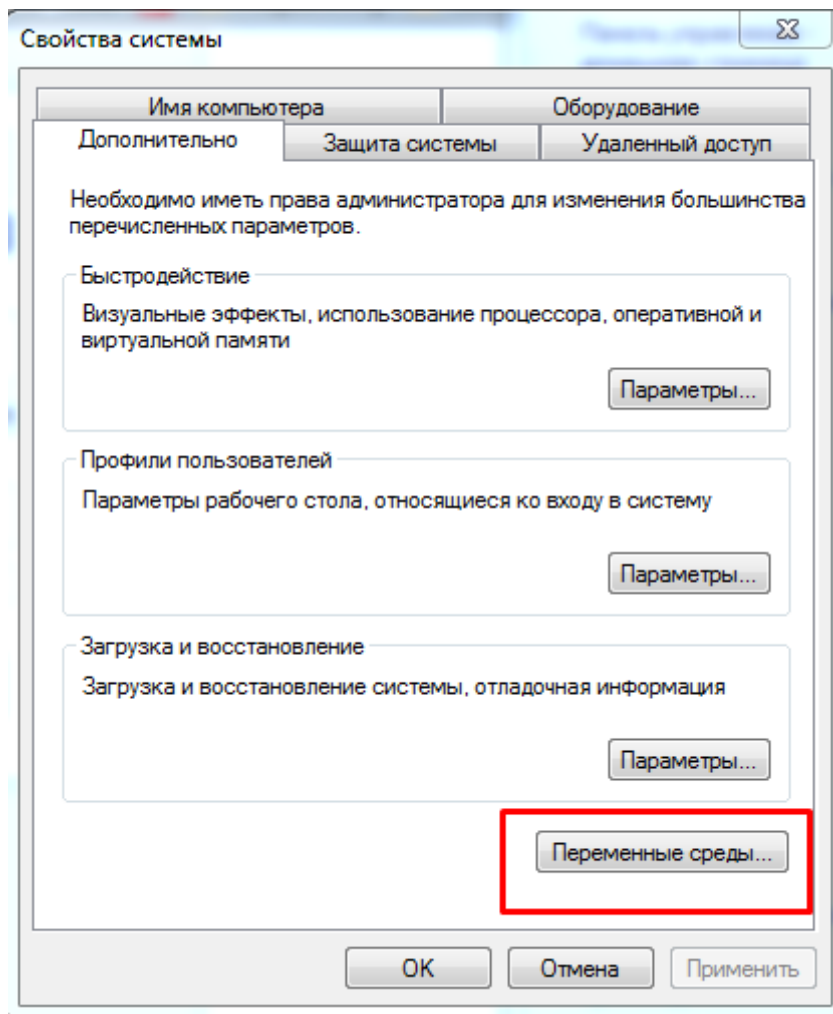 Свойства системы
Имя компьютера
Оборудование
Дополнительно
Защита системы
Удаленный доступ
Необходимо иметь права администратора для изменения большинства
перечисленных параметров.
Быстродействие
Визуальные эффекты, использование процессора, оперативной и
виртуальной памяти
Параметры...
Профили пользователей
Параметры рабочего стола, относящиеся ко входу в систему
Параметры...
Загрузка и восстановление
Загрузка и восстановление системы, отладочная информация
Параметры...
Переменные среды...
ОК
Отмена
Применить